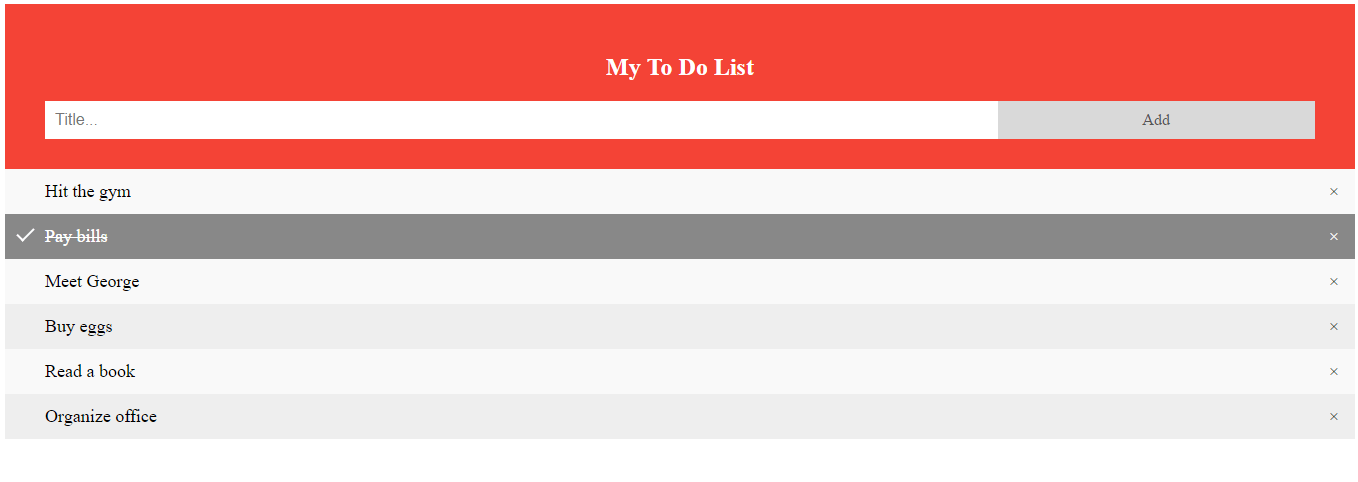 My To Do List
Title...
Add
Hit the gym ×
Pay bills ×
Meet George ×
Buy eggs ×
Read a book ×
Organize office ×